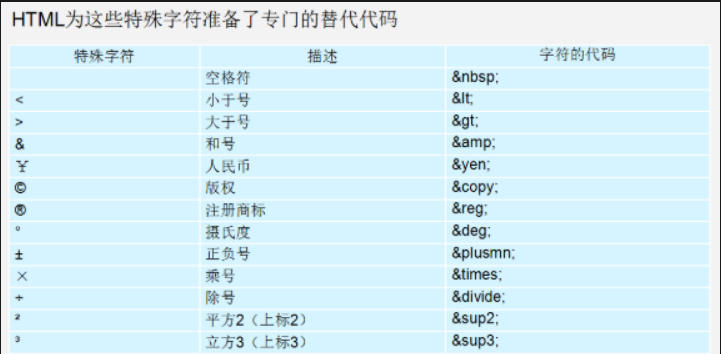 HTML为这些特殊字符准备了专门的替代代码
特殊字符 描述 字符的代码
空格符 &nbsp;
< 小于号 &lt;
> 大于号 &gt;
& 和号 &amp;
¥ 人民币 &yen;
© 版权 &copy;
® 注册商标 &reg;
° 摄氏度 &deg;
± 正负号 &plusmn;
× 乘号 &times;
÷ 除号 &divide;
² 平方2（上标2） &sup2;
³ 立方3（上标3） &sup3;